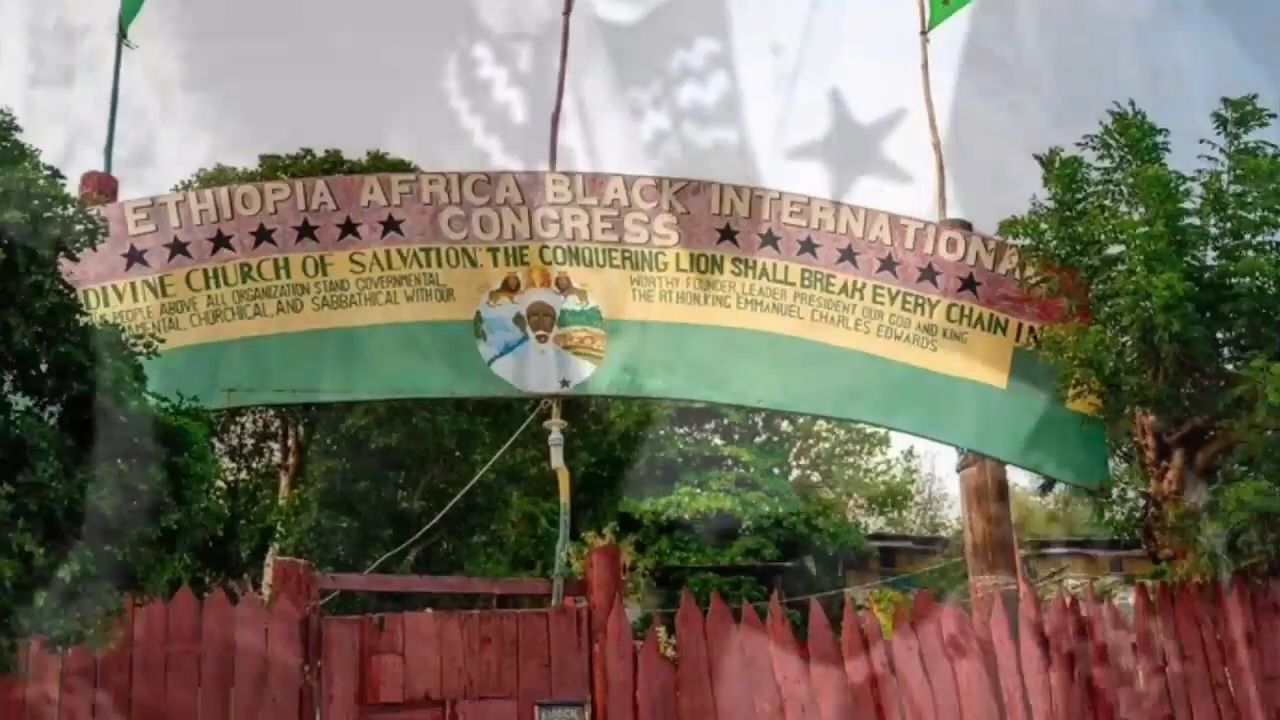 ETHIOPIA AFRICA BLACK INTERNATIONAL
CONGRESS
DIVINE CHURCH OF SALVATION. THE CONQUERING LION SHALL BREAK EVERY CHAIN IN
PEOPLE ABOVE ALL ORGANIZATION STAND GOVERNMENTAL,
CHURCHICAL, AND SABBATHICAL WITH OUR
WORTHY FOUNDER LEADER PRESIDENT OUR GOD AND KING
THE RT HON. KING EMMANUEL CHARLES EDWARDS